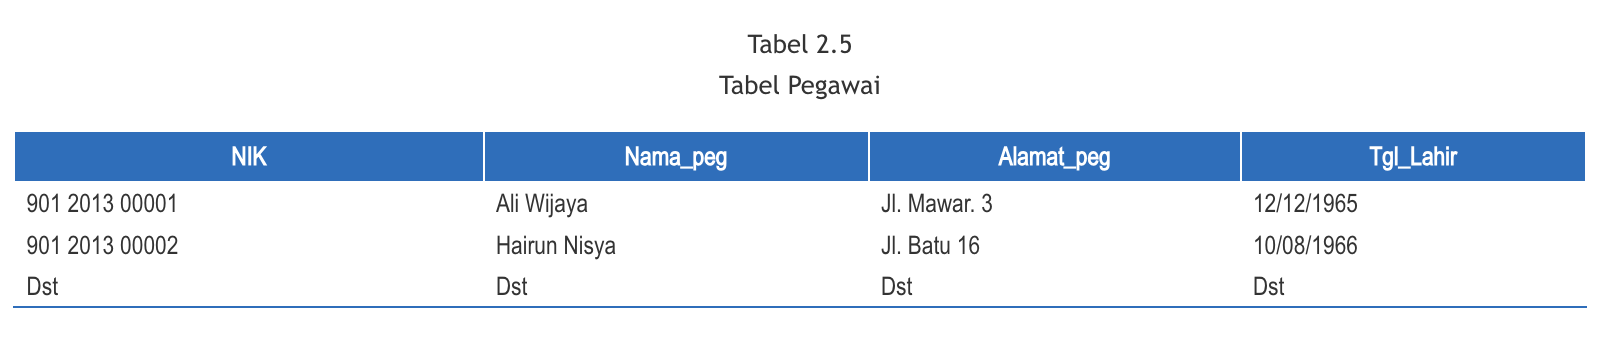 Tabel 2.5
Tabel Pegawai
NIK Nama_peg Alamat_peg Tgl_Lahir
901 2013 00001 Ali Wijaya Jl. Mawar. 3 12/12/1965
901 2013 00002 Hairun Nisya Jl. Batu 16 10/08/1966
Dst Dst Dst Dst